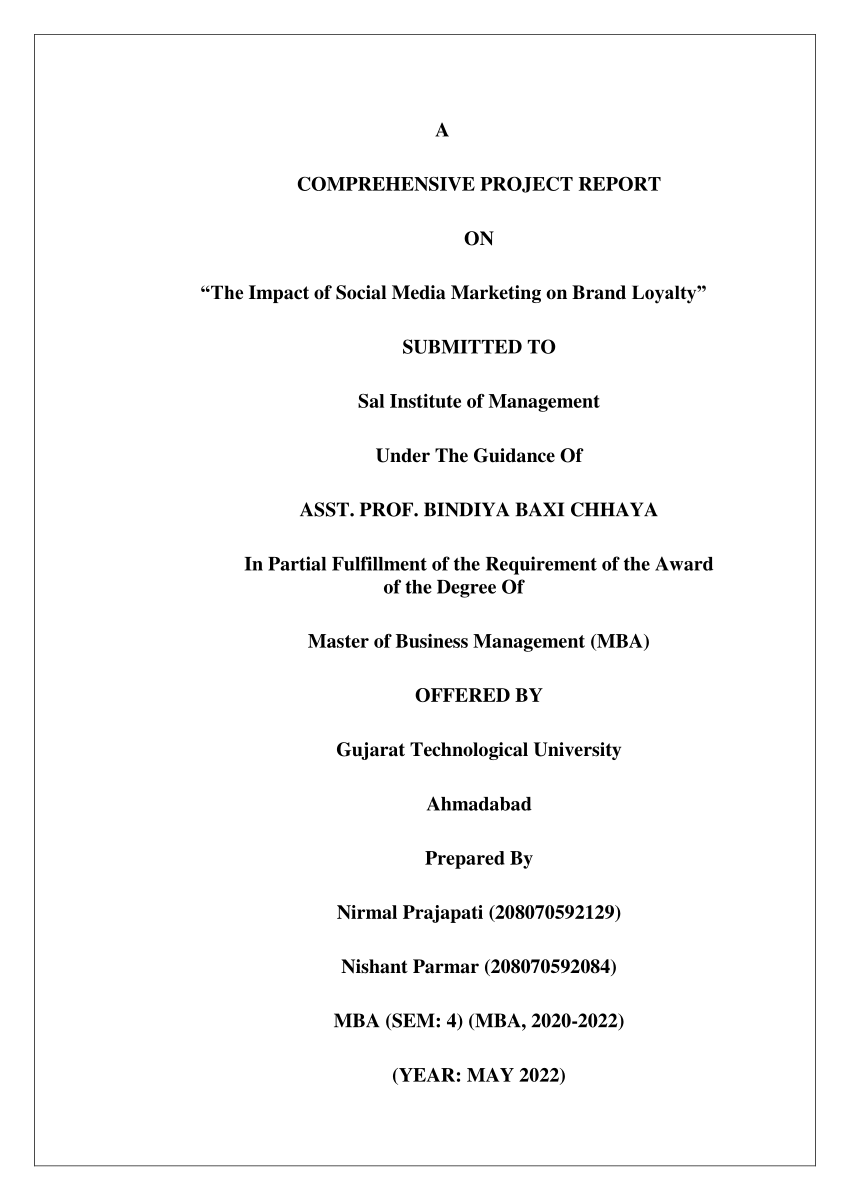 A
COMPREHENSIVE PROJECT REPORT
ON
“The Impact of Social Media Marketing on Brand Loyalty”
SUBMITTED TO
Sal Institute of Management
Under The Guidance Of
ASST. PROF. BINDIYA BAXI CHHAYA
In Partial Fulfillment of the Requirement of the Award
of the Degree Of
Master of Business Management (MBA)
OFFERED BY
Gujarat Technological University
Ahmadabad
Prepared By
Nirmal Prajapati (208070592129)
Nishant Parmar (208070592084)
MBA (SEM: 4) (MBA, 2020-2022)
(YEAR: MAY 2022)